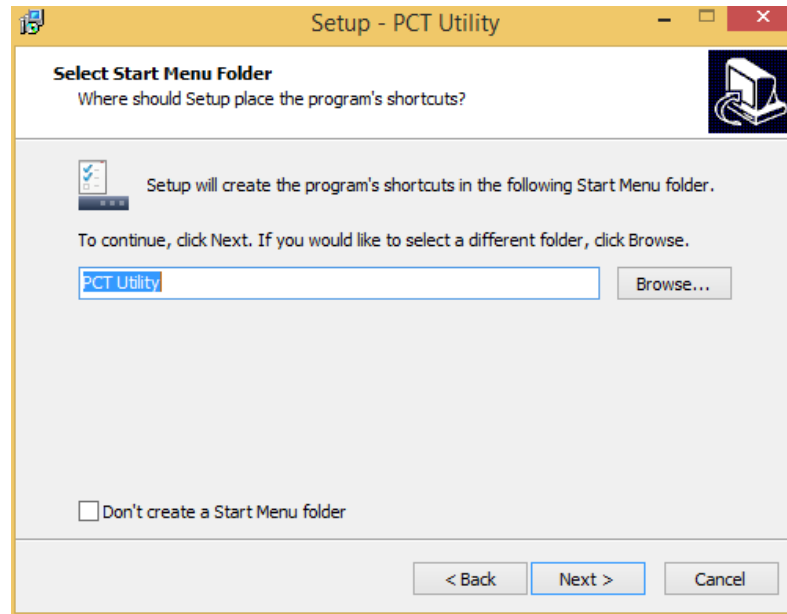 Setup - PCT Utility
Select Start Menu Folder
Where should Setup place the program's shortcuts?
Setup will create the program's shortcuts in the following Start Menu folder.
To continue, click Next. If you would like to select a different folder, click Browse.
PCT Utility
Browse...
Don't create a Start Menu folder
< Back
Next >
Cancel